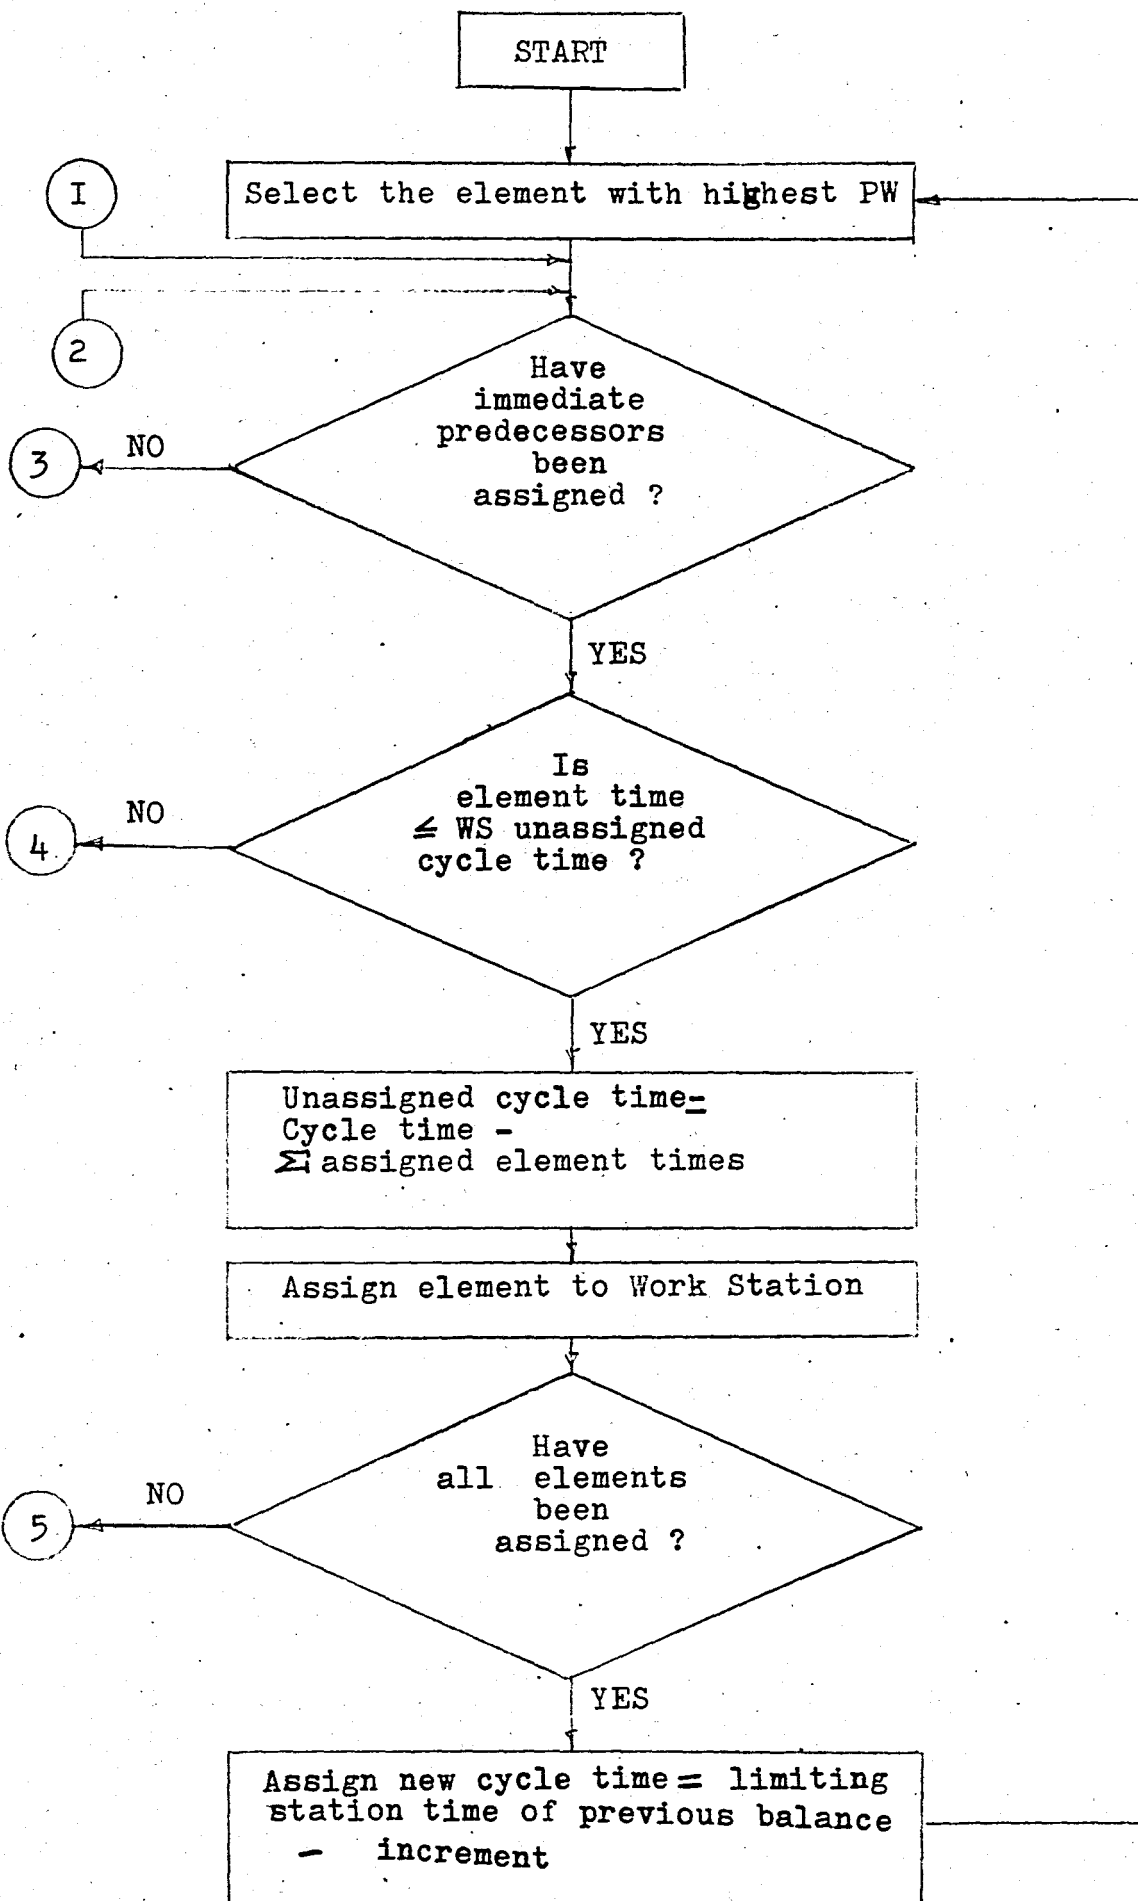 START
I
Select the element with highest PW
2
Have
immediate
predecessors
been
assigned ?
NO
3
YES
Is
element time
≤ WS unassigned
cycle time ?
NO
4
YES
Unassigned cycle time=
Cycle time -
Σ assigned element times
Assign element to Work Station
Have
all elements
been
assigned ?
NO
5
YES
Assign new cycle time = limiting
station time of previous balance
- increment